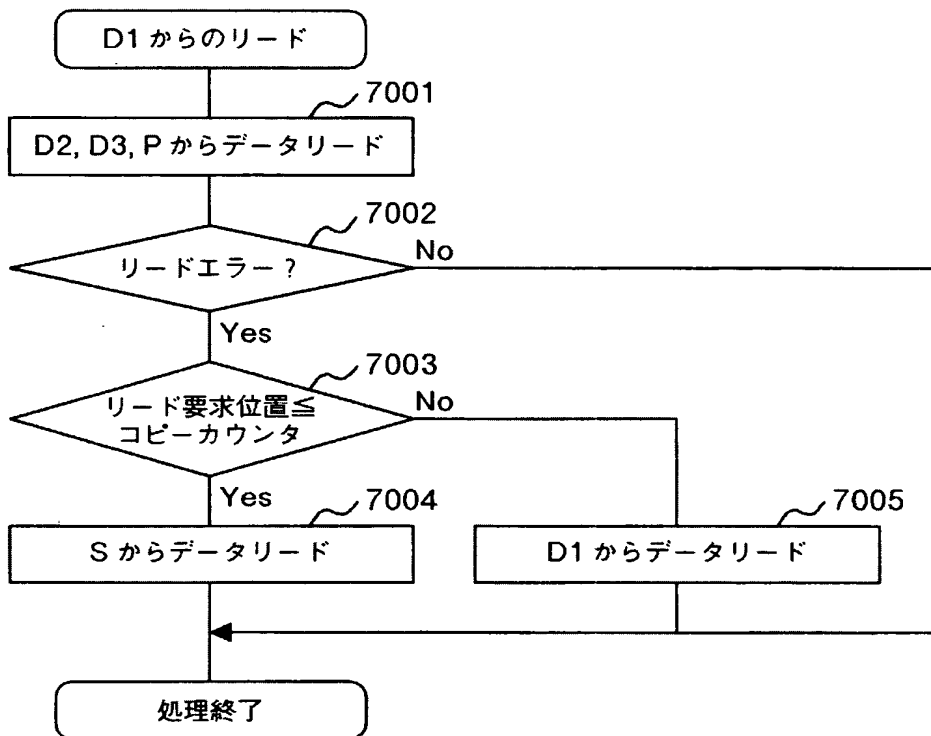 D1 からのリード
7001
D2, D3, P からデータリード
7002
リードエラー ?
No
Yes
7003
リード要求位置≦
コピーカウンタ
No
Yes
7004
S からデータリード
7005
D1 からデータリード
処理終了